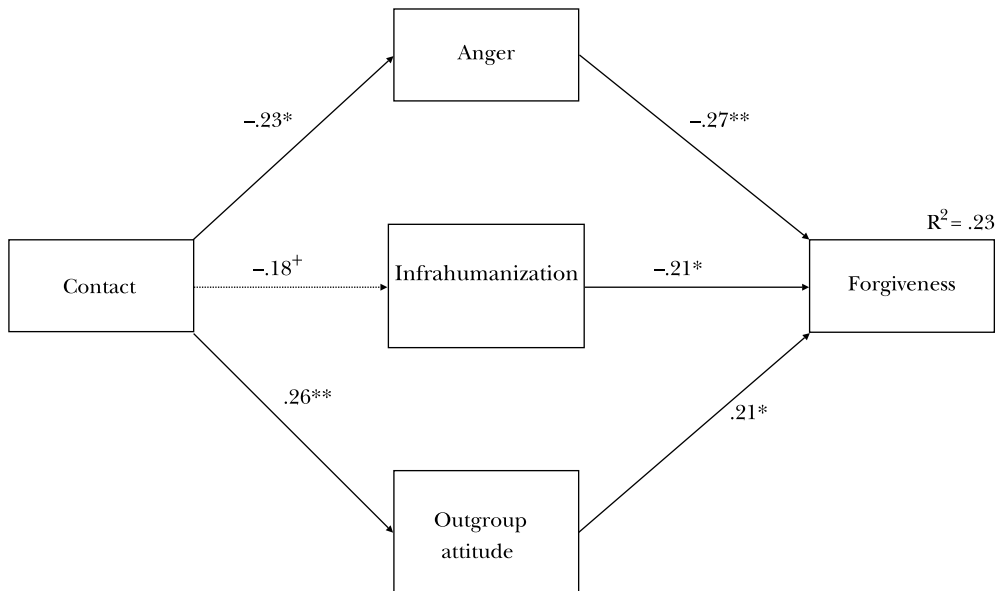 Anger
–.23*
–.27**
R² = .23
Contact
–.18⁺
Infrahumanization
–.21*
Forgiveness
.26**
.21*
Outgroup
attitude